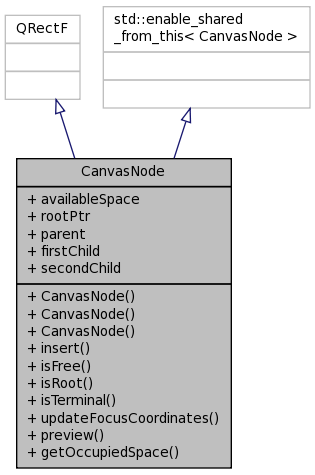 QRectF
std::enable_shared
_from_this< CanvasNode >
CanvasNode
+ availableSpace
+ rootPtr
+ parent
+ firstChild
+ secondChild
+ CanvasNode()
+ CanvasNode()
+ CanvasNode()
+ insert()
+ isFree()
+ isRoot()
+ isTerminal()
+ updateFocusCoordinates()
+ preview()
+ getOccupiedSpace()